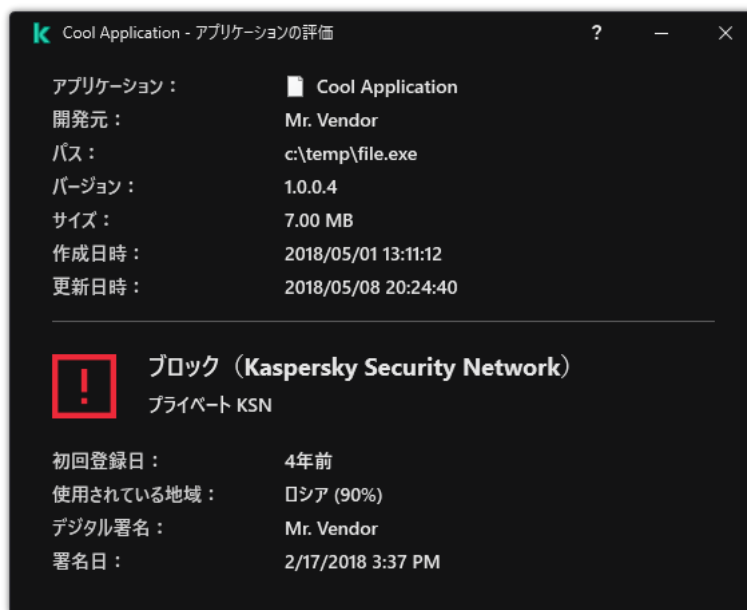 Cool Application - アプリケーションの評価 ?
アプリケーション： Cool Application
開発元： Mr. Vendor
パス： c:\temp\file.exe
バージョン： 1.0.0.4
サイズ： 7.00 MB
作成日時： 2018/05/01 13:11:12
更新日時： 2018/05/08 20:24:40
ブロック（Kaspersky Security Network）
プライベート KSN
初回登録日： 4年前
使用されている地域： ロシア (90%)
デジタル署名： Mr. Vendor
署名日： 2/17/2018 3:37 PM